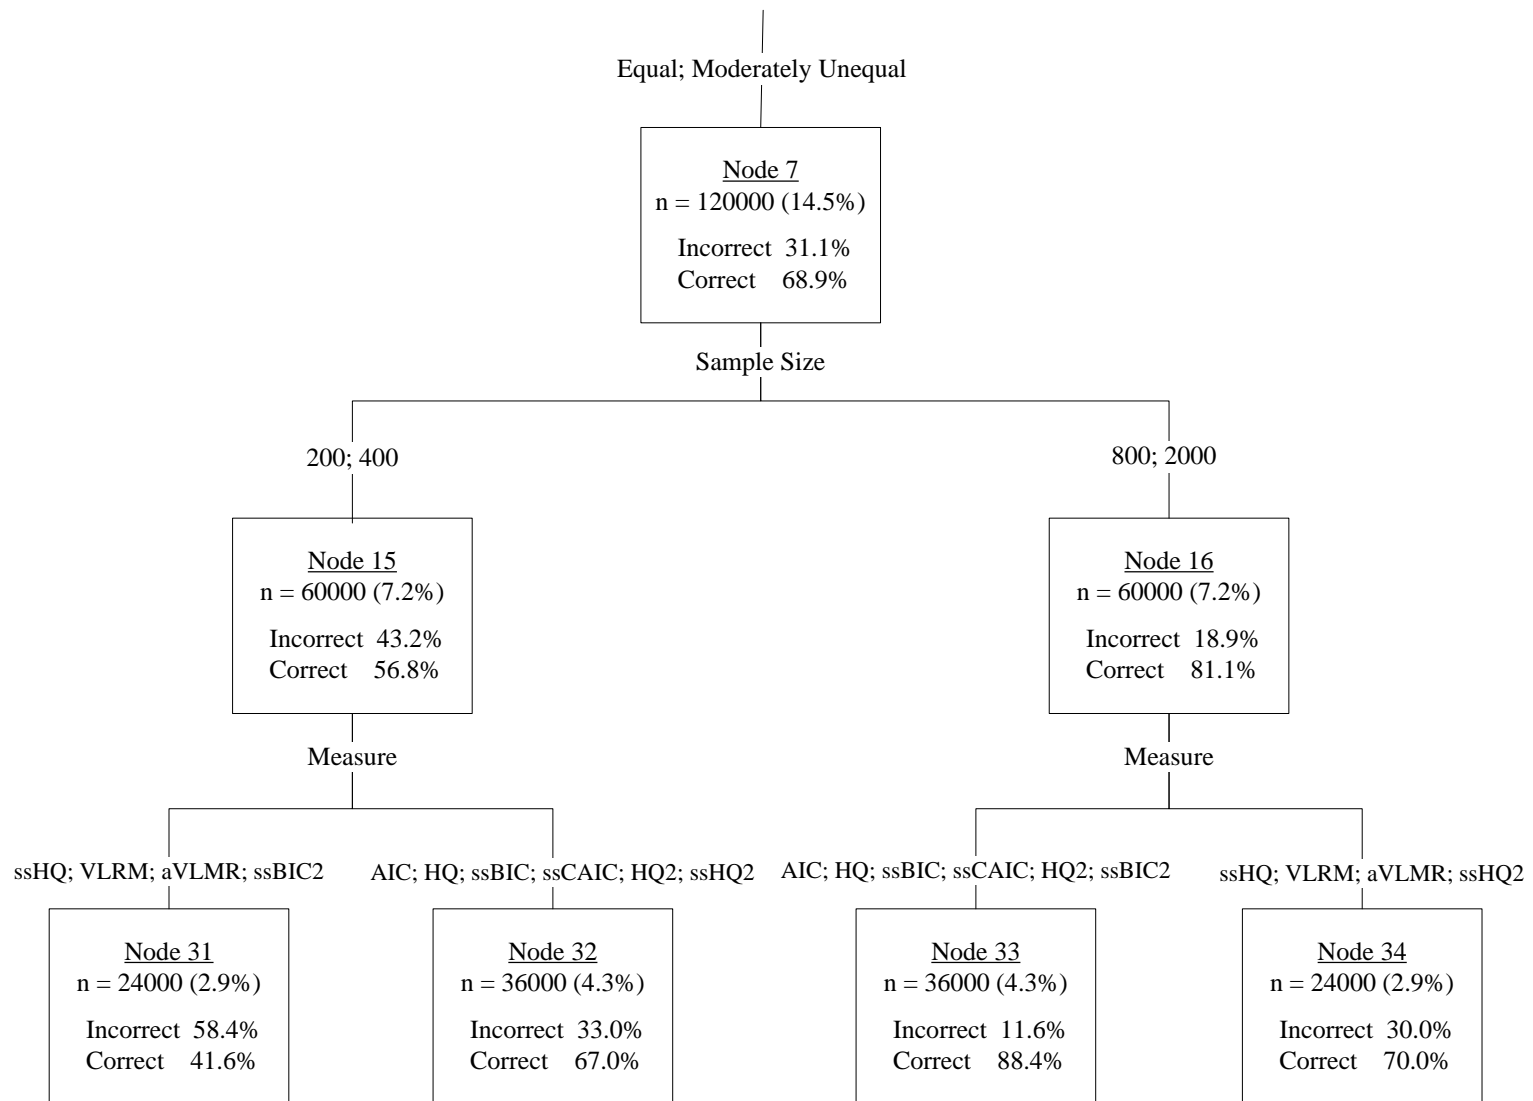 Equal; Moderately Unequal
Node 7
n = 120000 (14.5%)
Incorrect 31.1%
Correct 68.9%
Sample Size
200; 400
800; 2000
Node 15
n = 60000 (7.2%)
Incorrect 43.2%
Correct 56.8%
Node 16
n = 60000 (7.2%)
Incorrect 18.9%
Correct 81.1%
Measure
Measure
ssHQ; VLRM; aVLMR; ssBIC2
AIC; HQ; ssBIC; ssCAIC; HQ2; ssHQ2
AIC; HQ; ssBIC; ssCAIC; HQ2; ssBIC2
ssHQ; VLRM; aVLMR; ssHQ2
Node 31
n = 24000 (2.9%)
Incorrect 58.4%
Correct 41.6%
Node 32
n = 36000 (4.3%)
Incorrect 33.0%
Correct 67.0%
Node 33
n = 36000 (4.3%)
Incorrect 11.6%
Correct 88.4%
Node 34
n = 24000 (2.9%)
Incorrect 30.0%
Correct 70.0%